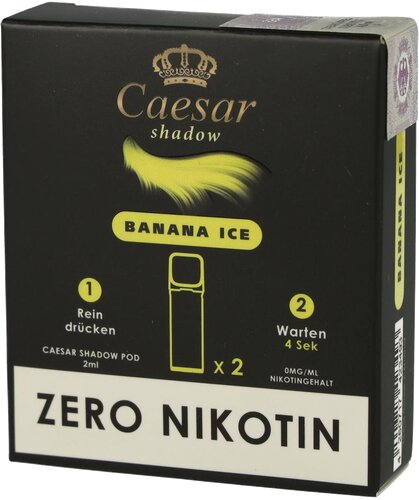 Caesar
shadow
BANANA ICE
1
Rein
drücken
2
Warten
4 Sek
CAESAR SHADOW POD
2ml
x 2
0MG/ML
NIKOTINGEHALT
ZERO NIKOTIN